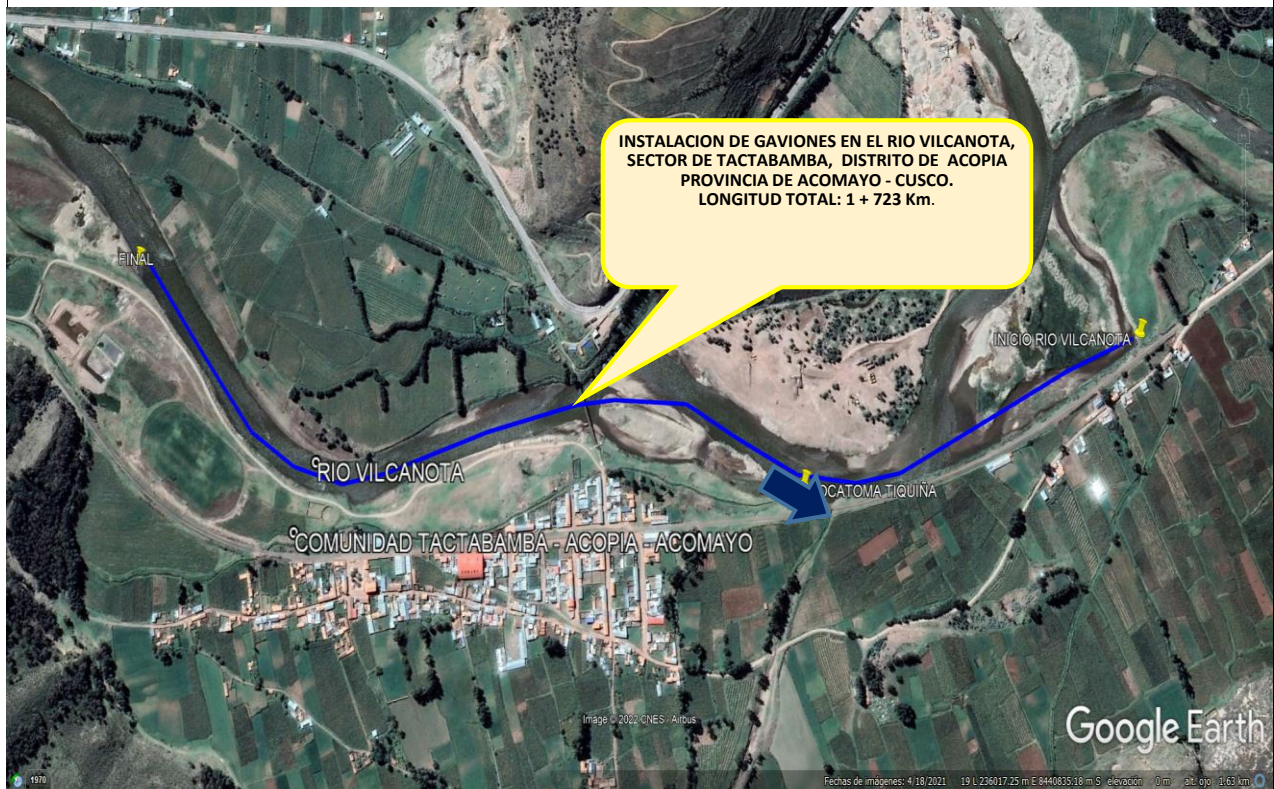 INSTALACION DE GAVIONES EN EL RIO VILCANOTA,
SECTOR DE TACTABAMBA, DISTRITO DE ACOPIA
PROVINCIA DE ACOMAYO - CUSCO.
LONGITUD TOTAL: 1 + 723 Km.
FINAL
INICIO RIO VILCANOTA
RIO VILCANOTA
OCATOMA TIQUIÑA
COMUNIDAD TACTABAMBA - ACOPIA - ACOMAYO
Image © 2022 CNES / Airbus
Google Earth
1970
Fechas de imágenes: 4/18/2021 19 L 236017.25 m E 8440835.18 m S elevación 0 m alt. ojo 1.63 km